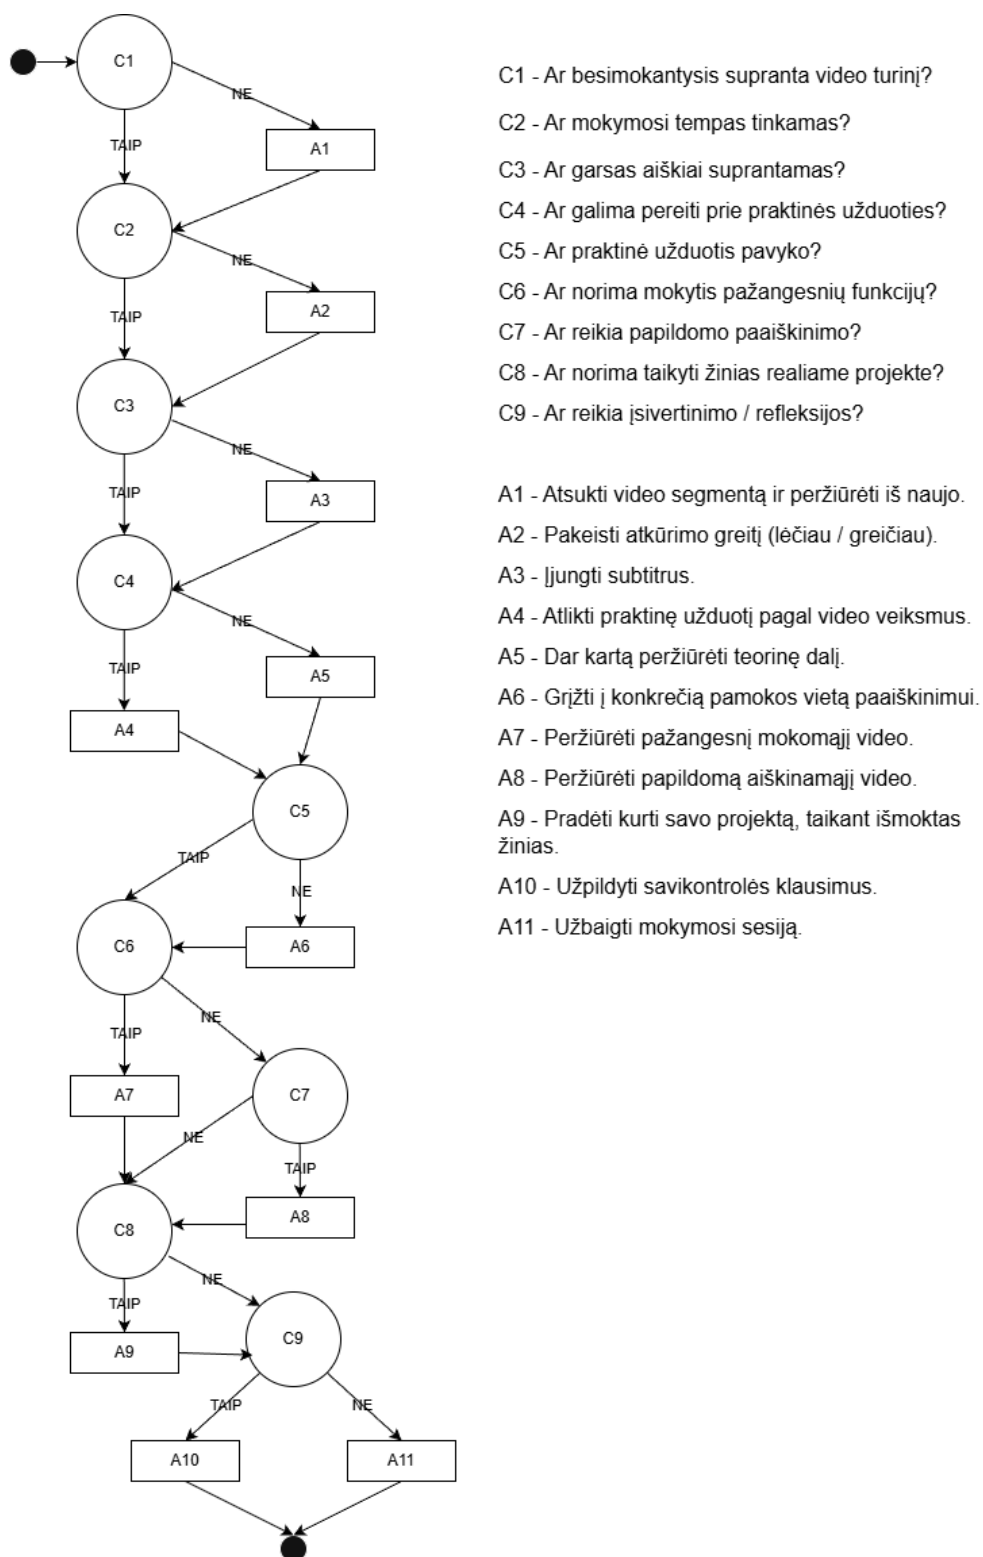 C1
NE
TAIP
A1
C2
NE
TAIP
A2
C3
NE
TAIP
A3
C4
NE
TAIP
A5
A4
C5
TAIP
NE
C6
A6
NE
TAIP
A7
C7
NE
TAIP
A8
C8
NE
TAIP
A9
C9
TAIP
NE
A10
A11
C1 - Ar besimokantysis supranta video turinį?
C2 - Ar mokymosi tempas tinkamas?
C3 - Ar garsas aiškiai suprantamas?
C4 - Ar galima pereiti prie praktinės užduoties?
C5 - Ar praktinė užduotis pavyko?
C6 - Ar norima mokytis pažangesnių funkcijų?
C7 - Ar reikia papildomo paaiškinimo?
C8 - Ar norima taikyti žinias realiame projekte?
C9 - Ar reikia įsivertinimo / refleksijos?
A1 - Atsukti video segmentą ir peržiūrėti iš naujo.
A2 - Pakeisti atkūrimo greitį (lėčiau / greičiau).
A3 - Įjungti subtitrus.
A4 - Atlikti praktinę užduotį pagal video veiksmus.
A5 - Dar kartą peržiūrėti teorinę dalį.
A6 - Grįžti į konkrečią pamokos vietą paaiškinimui.
A7 - Peržiūrėti pažangesnį mokomąjį video.
A8 - Peržiūrėti papildomą aiškinamąjį video.
A9 - Pradėti kurti savo projektą, taikant išmoktas
žinias.
A10 - Užpildyti savikontrolės klausimus.
A11 - Užbaigti mokymosi sesiją.